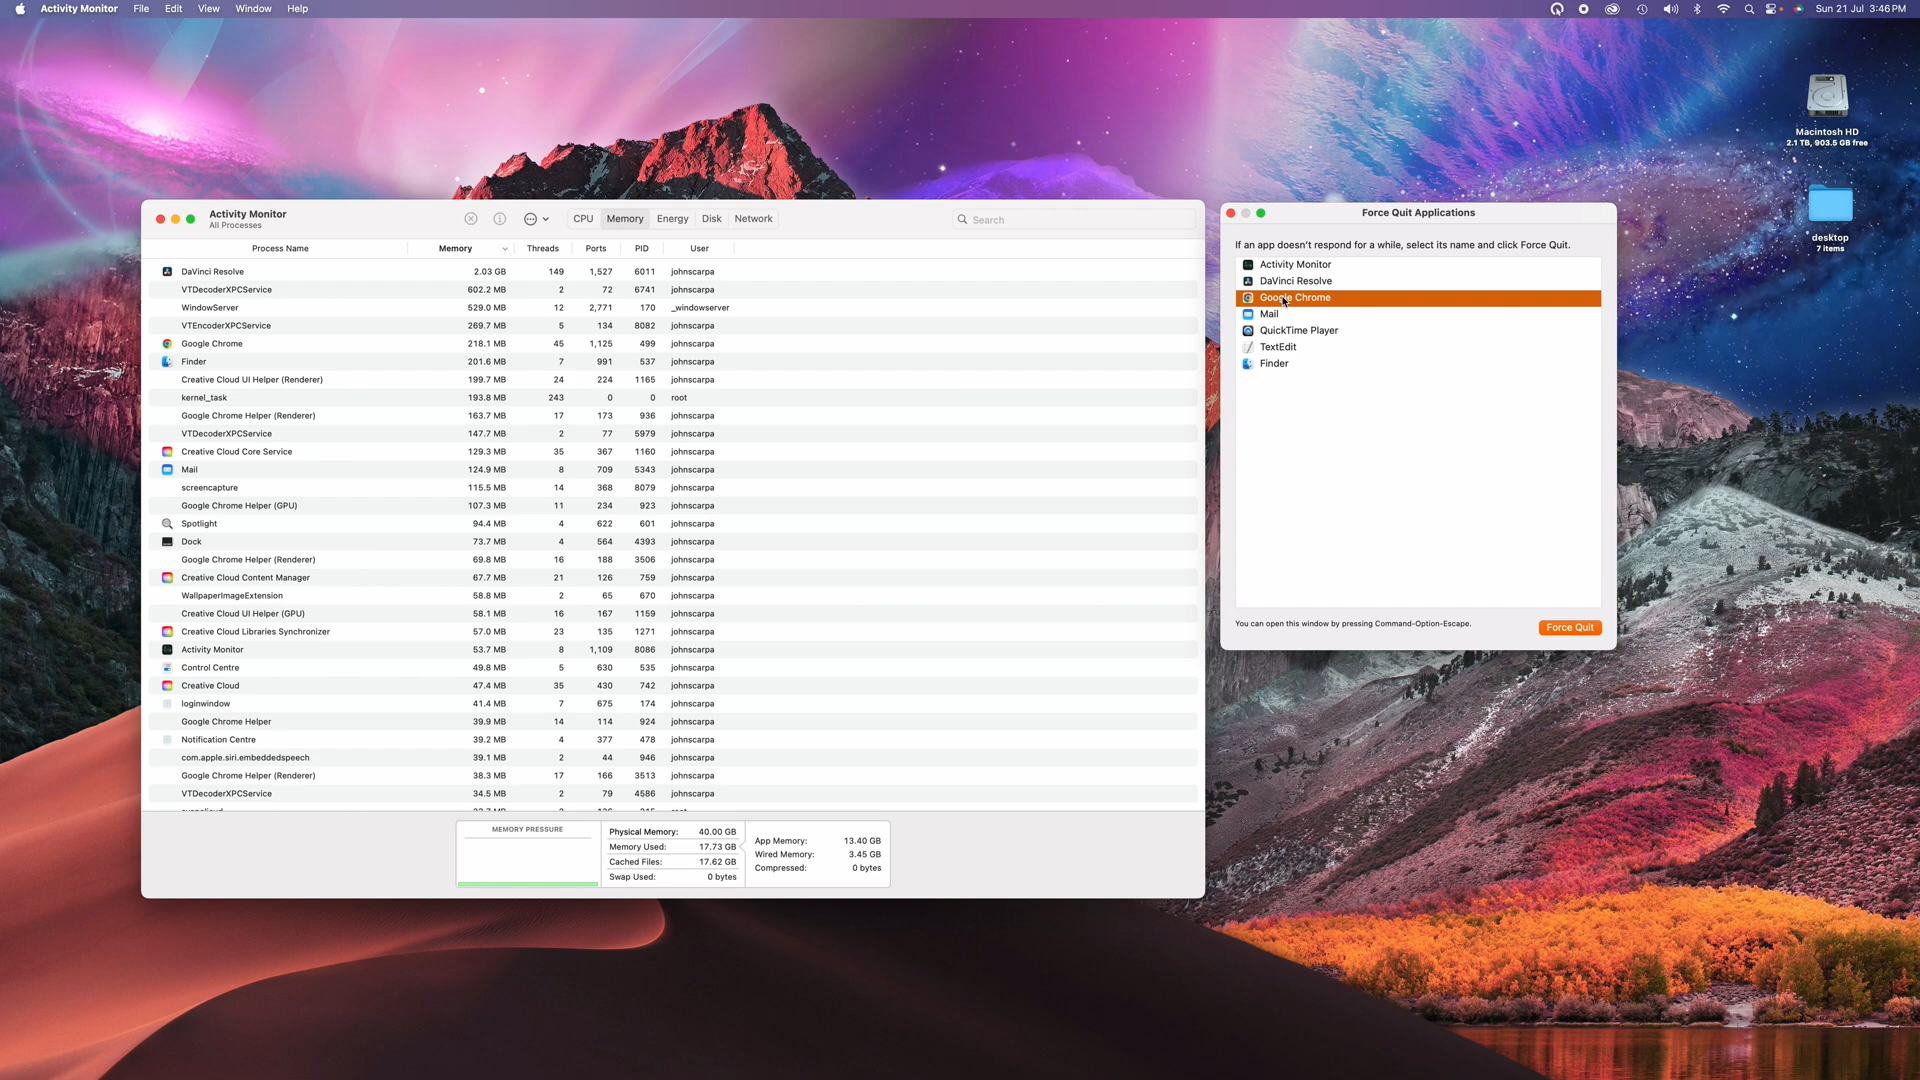 Activity Monitor File Edit View Window Help Sun 21 Jul 3:46 PM
Macintosh HD
2.1 TB, 903.5 GB free
desktop
7 items
Activity Monitor
All Processes
CPU Memory Energy Disk Network Search
Process Name Memory Threads Ports PID User
DaVinci Resolve 2.03 GB 149 1,527 6011 johnscarpa
VTDecoderXPCService 602.2 MB 2 72 6741 johnscarpa
WindowServer 529.0 MB 12 2,771 170 _windowserver
VTEncoderXPCService 269.7 MB 5 134 8082 johnscarpa
Google Chrome 218.1 MB 45 1,125 499 johnscarpa
Finder 201.6 MB 7 991 537 johnscarpa
Creative Cloud UI Helper (Renderer) 199.7 MB 24 224 1165 johnscarpa
kernel_task 193.8 MB 243 0 0 root
Google Chrome Helper (Renderer) 163.7 MB 17 173 936 johnscarpa
VTDecoderXPCService 147.7 MB 2 77 5979 johnscarpa
Creative Cloud Core Service 129.3 MB 35 367 1160 johnscarpa
Mail 124.9 MB 8 709 5343 johnscarpa
screencapture 115.5 MB 14 368 8079 johnscarpa
Google Chrome Helper (GPU) 107.3 MB 11 234 923 johnscarpa
Spotlight 94.4 MB 4 622 601 johnscarpa
Dock 73.7 MB 4 564 4393 johnscarpa
Google Chrome Helper (Renderer) 69.8 MB 16 188 3506 johnscarpa
Creative Cloud Content Manager 67.7 MB 21 126 759 johnscarpa
WallpaperImageExtension 58.8 MB 2 65 670 johnscarpa
Creative Cloud UI Helper (GPU) 58.1 MB 16 167 1159 johnscarpa
Creative Cloud Libraries Synchronizer 57.0 MB 23 135 1271 johnscarpa
Activity Monitor 53.7 MB 8 1,109 8086 johnscarpa
Control Centre 49.8 MB 5 630 535 johnscarpa
Creative Cloud 47.4 MB 35 430 742 johnscarpa
loginwindow 41.4 MB 7 675 174 johnscarpa
Google Chrome Helper 39.9 MB 14 114 924 johnscarpa
Notification Centre 39.2 MB 4 377 478 johnscarpa
com.apple.siri.embeddedspeech 39.1 MB 2 44 946 johnscarpa
Google Chrome Helper (Renderer) 38.3 MB 17 166 3513 johnscarpa
VTDecoderXPCService 34.5 MB 2 79 4586 johnscarpa
MEMORY PRESSURE
Physical Memory: 40.00 GB
Memory Used: 17.73 GB
Cached Files: 17.62 GB
Swap Used: 0 bytes
App Memory: 13.40 GB
Wired Memory: 3.45 GB
Compressed: 0 bytes
Force Quit Applications
If an app doesn't respond for a while, select its name and click Force Quit.
Activity Monitor
DaVinci Resolve
Google Chrome
Mail
QuickTime Player
TextEdit
Finder
You can open this window by pressing Command-Option-Escape.
Force Quit